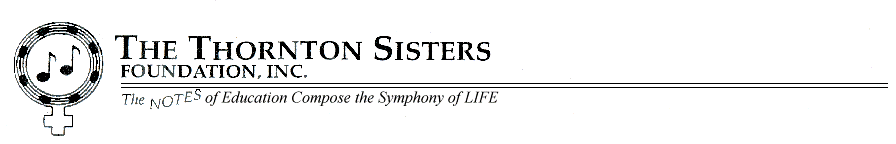 THE THORNTON SISTERS
FOUNDATION, INC.
The NOTES of Education Compose the Symphony of LIFE